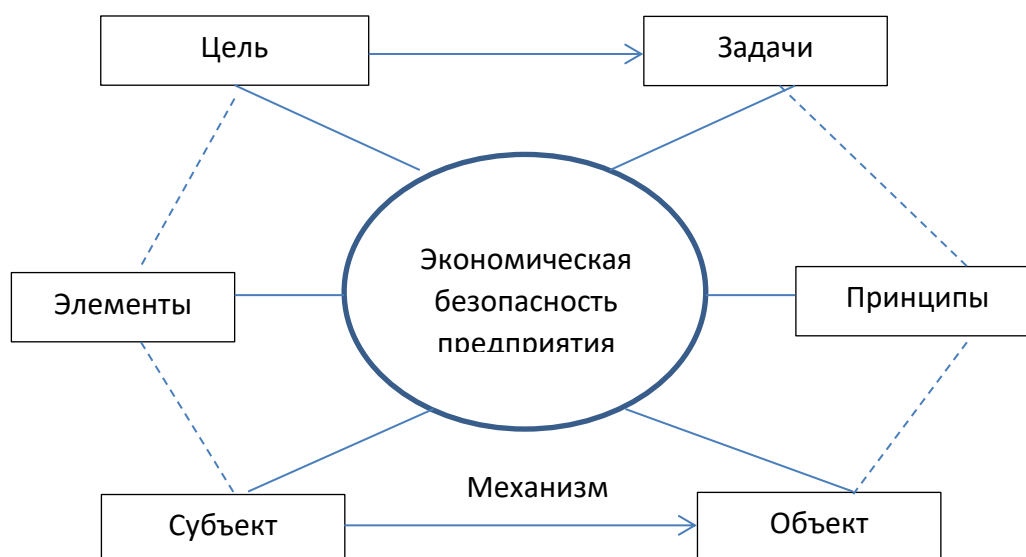 Цель
Задачи
Экономическая
безопасность
предприятия
Элементы
Принципы
Механизм
Субъект
Объект